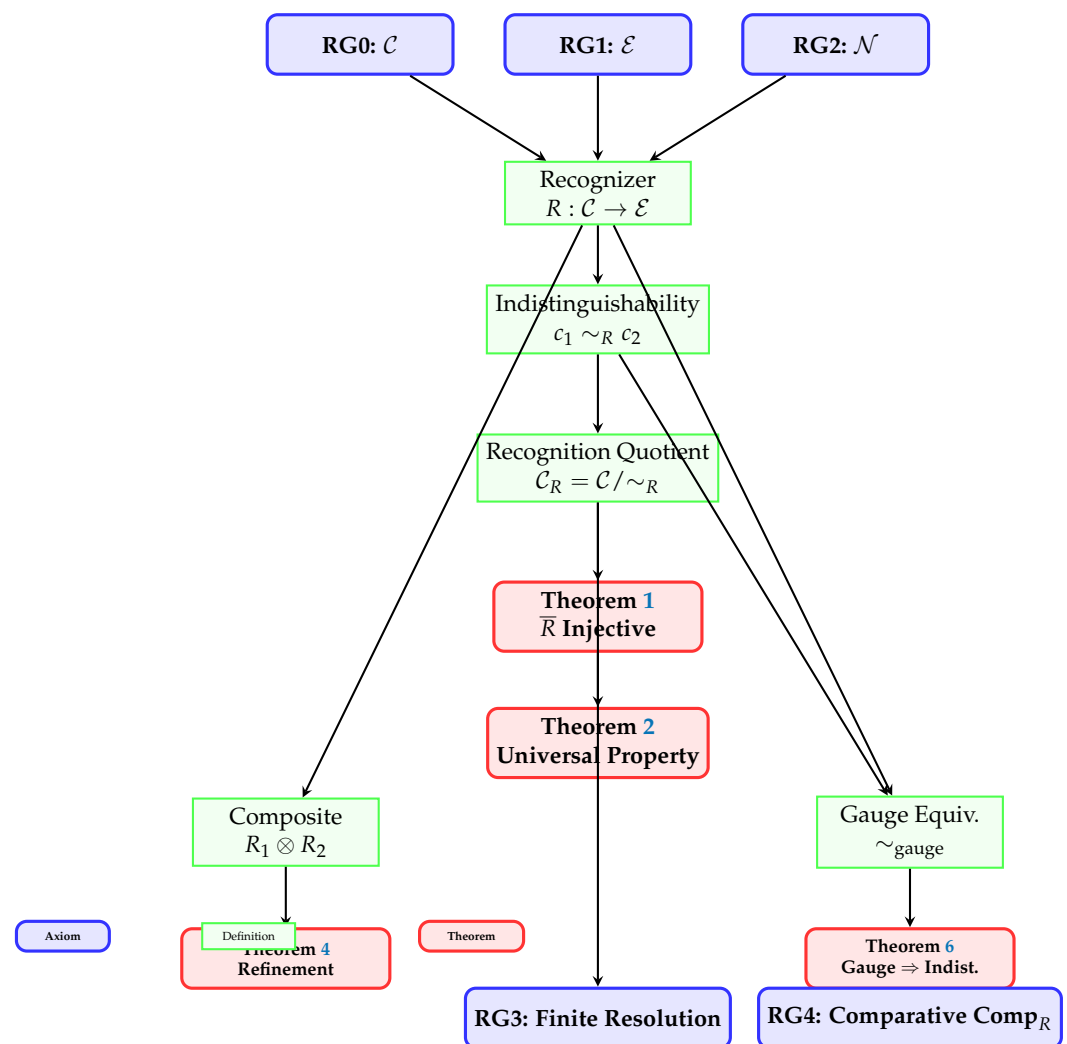 RG0: 𝒞
RG1: ℰ
RG2: 𝒩
Recognizer
R : 𝒞 → ℰ
Indistinguishability
c₁ ∼_R c₂
Recognition Quotient
𝒞_R = 𝒞/∼_R
Theorem 1
R̅ Injective
Theorem 2
Universal Property
Composite
R₁ ⊗ R₂
Gauge Equiv.
∼gauge
Axiom
Definition
Theorem 4
Refinement
Theorem
Theorem 6
Gauge ⇒ Indist.
RG3: Finite Resolution
RG4: Comparative Comp_R